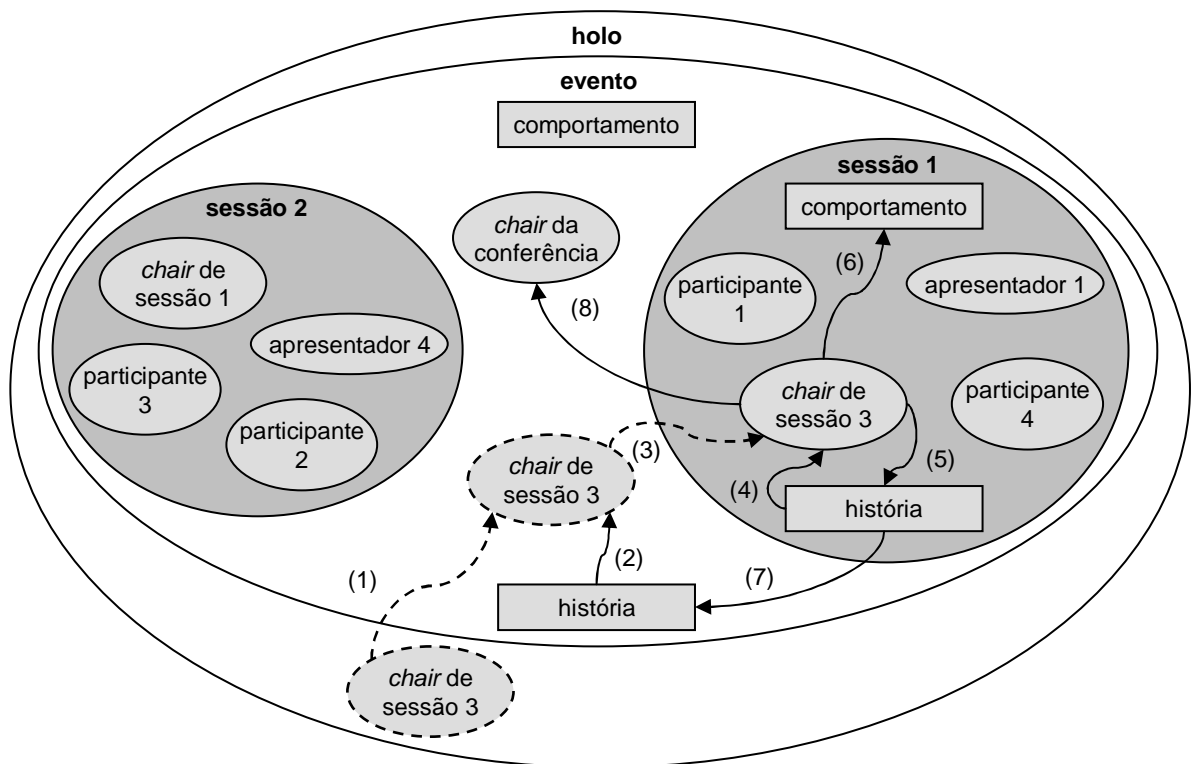 holo
evento
comportamento
sessão 1
comportamento
sessão 2
chair da
conferência
(6)
chair de
sessão 1
participante
1
apresentador 1
(8)
apresentador 4
participante
3
chair de
sessão 3
participante
4
participante
2
(3)
chair de
sessão 3
(4)
(5)
história
(1)
(2)
(7)
história
chair de
sessão 3